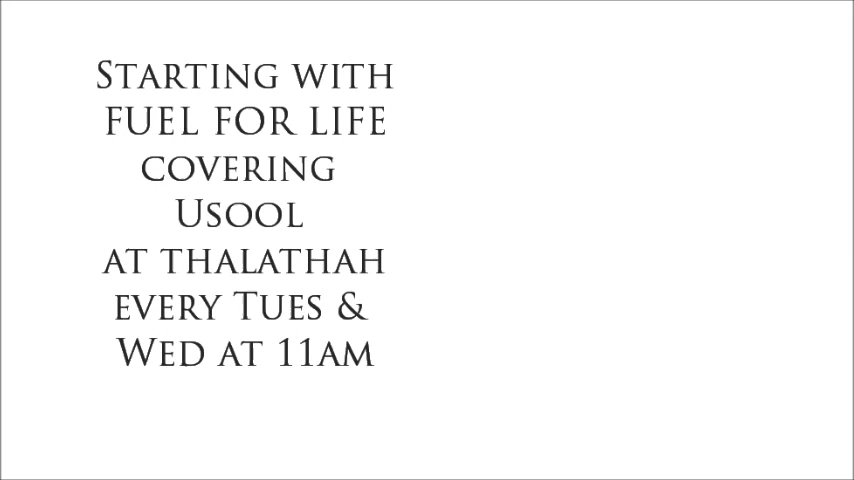 Starting with
FUEL FOR LIFE
covering
Usool
at thalathah
every Tues &
Wed at 11am